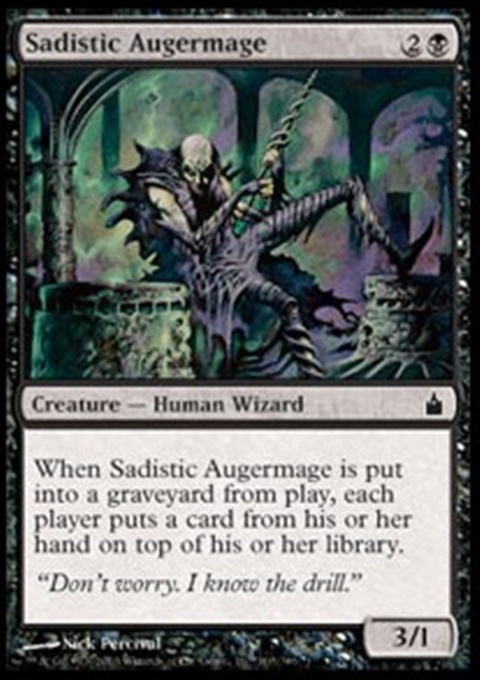 Sadistic Augermage 2
Creature — Human Wizard
When Sadistic Augermage is put
into a graveyard from play, each
player puts a card from his or her
hand on top of his or her library.
“Don't worry. I know the drill.”
Nick Percival
3/1